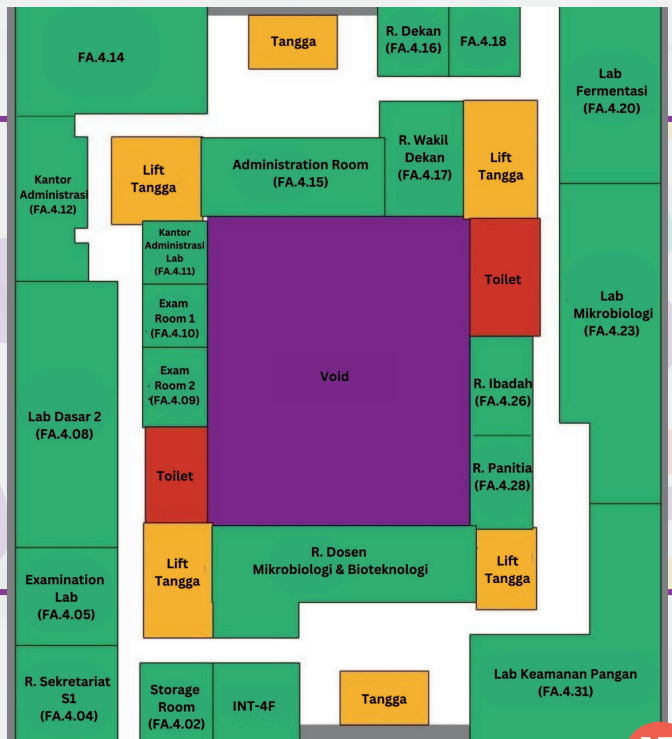 FA.4.14
Tangga
R. Dekan
(FA.4.16)
FA.4.18
Lab
Fermentasi
(FA.4.20)
Kantor
Administrasi
(FA.4.12)
Lift
Tangga
Administration Room
(FA.4.15)
R. Wakil
Dekan
(FA.4.17)
Lift
Tangga
Kantor
Administrasi
Lab
(FA.4.11)
Toilet
Exam
Room 1
(FA.4.10)
Lab
Mikrobiologi
(FA.4.23)
Exam
Room 2
(FA.4.09)
Void
R. Ibadah
(FA.4.26)
Lab Dasar 2
(FA.4.08)
Toilet
R. Panitia
(FA.4.28)
Lift
Tangga
R. Dosen
Mikrobiologi & Bioteknologi
Lift
Tangga
Examination
Lab
(FA.4.05)
R. Sekretariat
S1
(FA.4.04)
Storage
Room
(FA.4.02)
INT-4F
Tangga
Lab Keamanan Pangan
(FA.4.31)